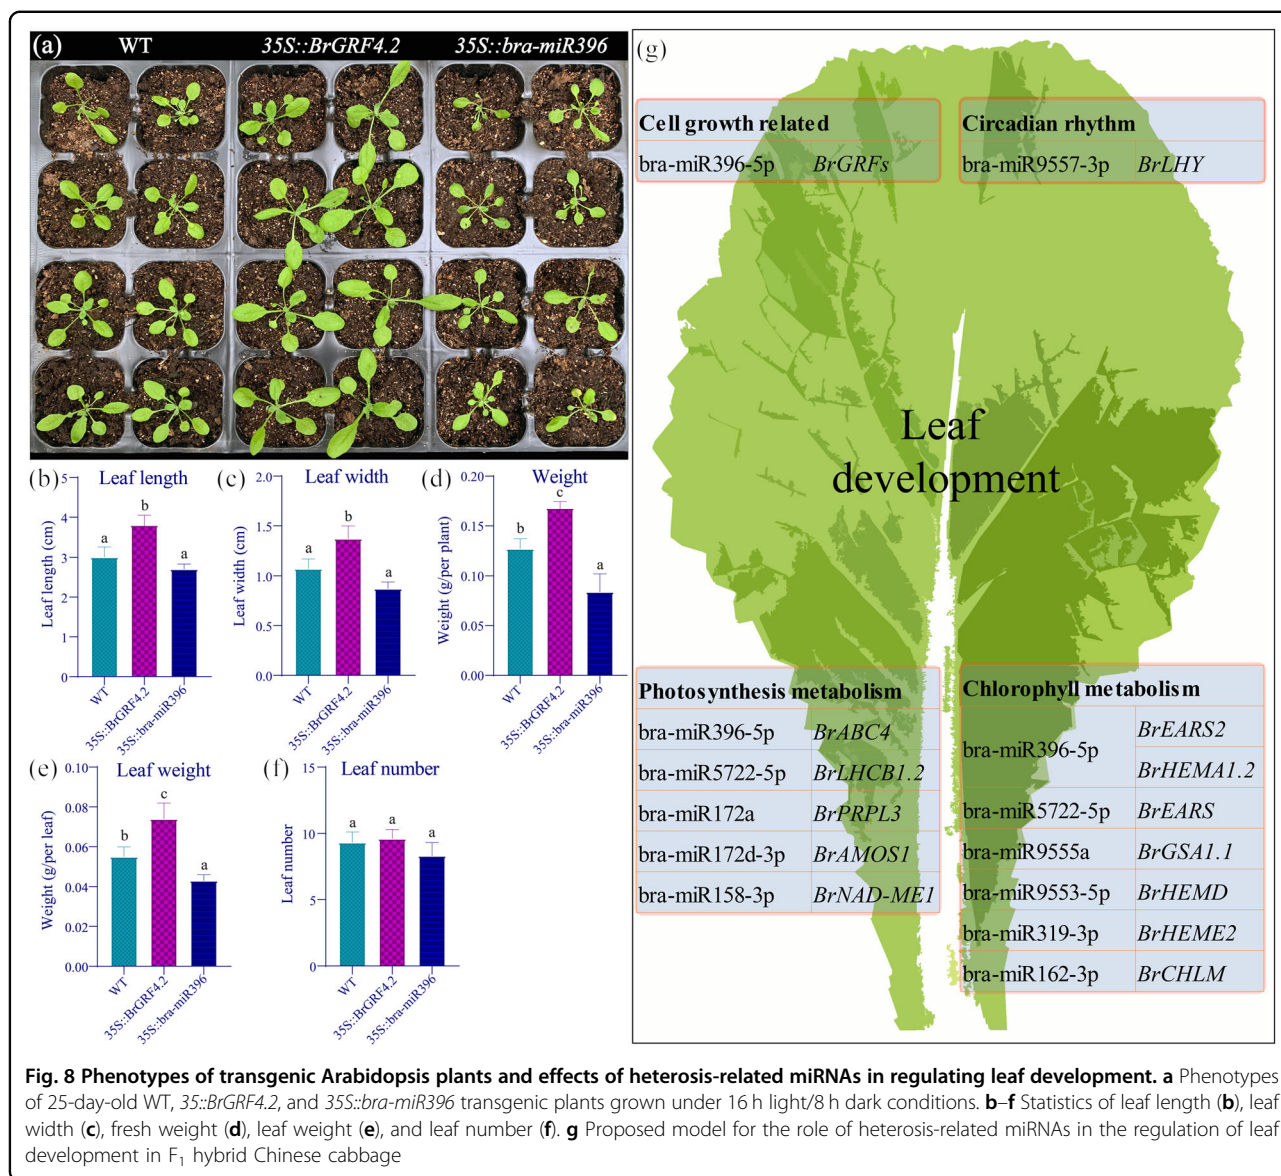 (a) WT 35S::BrGRF4.2 35S::bra-miR396
(b) Leaf length
5
4
3
2
1
0
Leaf length (cm)
a
b
a
WT
35S::BrGRF4.2
35S::bra-miR396
(c) Leaf width
2.0
1.5
1.0
0.5
0.0
Leaf width (cm)
a
b
a
WT
35S::BrGRF4.2
35S::bra-miR396
(d) Weight
0.20
0.15
0.10
0.05
0.00
Weight (g/per plant)
b
c
a
WT
35S::BrGRF4.2
35S::bra-miR396
(e) Leaf weight
0.10
0.08
0.06
0.04
0.02
0.00
Weight (g/per leaf)
b
c
a
WT
35S::BrGRF4.2
35S::bra-miR396
(f) Leaf number
15
10
5
0
Leaf number
a
a
a
WT
35S::BrGRF4.2
35S::bra-miR396
(g)
Cell growth related
bra-miR396-5p BrGRFs
Circadian rhythm
bra-miR9557-3p BrLHY
Leaf
development
Photosynthesis metabolism
bra-miR396-5p BrABC4
bra-miR5722-5p BrLHCB1.2
bra-miR172a BrPRPL3
bra-miR172d-3p BrAMOS1
bra-miR158-3p BrNAD-ME1
Chlorophyll metabolism
bra-miR396-5p BrEARS2
BrHEMA1.2
bra-miR5722-5p BrEARS
bra-miR9555a BrGSA1.1
bra-miR9553-5p BrHEMD
bra-miR319-3p BrHEME2
bra-miR162-3p BrCHLM
Fig. 8 Phenotypes of transgenic Arabidopsis plants and effects of heterosis-related miRNAs in regulating leaf development. a Phenotypes
of 25-day-old WT, 35::BrGRF4.2, and 35S::bra-miR396 transgenic plants grown under 16 h light/8 h dark conditions. b–f Statistics of leaf length (b), leaf
width (c), fresh weight (d), leaf weight (e), and leaf number (f). g Proposed model for the role of heterosis-related miRNAs in the regulation of leaf
development in F1 hybrid Chinese cabbage